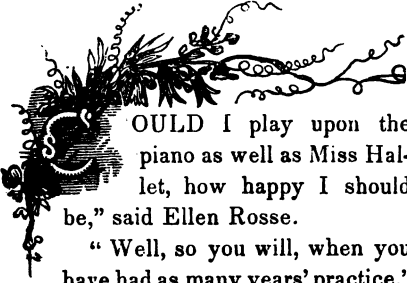 COULD I play upon the
piano as well as Miss Hal-
let, how happy I should
be,” said Ellen Rosse.
“ Well, so you will, when you
have had as many years’ practice.”